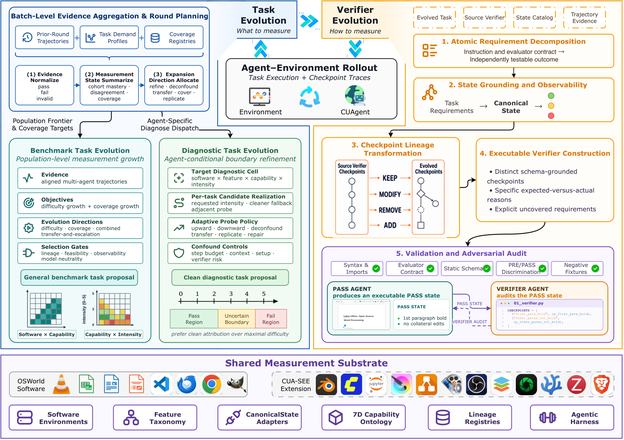 Batch-Level Evidence Aggregation & Round Planning
Prior-Round
Trajectories
Task Demand
Profiles
Coverage
Registries
(1) Evidence
Normalize
pass
fail
invalid
(2) Measurement
State Summarize
cohort mastery ·
disagreement
· coverage
(3) Expansion
Direction Allocate
refine · deconfound
transfer · cover ·
replicate
Population Frontier
& Coverage Targets
Agent-Specific
Diagnose Dispatch
Task
Evolution
What to measure
Verifier
Evolution
How to measure
Agent–Environment Rollout
Task Execution + Checkpoint Traces
Environment
CUAgent
Benchmark Task Evolution
Population-level measurement growth
Evidence
aligned multi-agent trajectories
Objectives
difficulty growth + coverage growth
Evolution Directions
difficulty · coverage · combined
transfer-and-escalation
Selection Gates
lineage · feasibility · observability
model neutrality
General benchmark task proposal
Software × Capability
Intensity (0-5)
Capability × Intensity
Diagnostic Task Evolution
Agent-conditional boundary refinement
Target Diagnostic Cell
software × feature × capability ×
intensity
Per-task Candidate Realization
requested intensity · cleaner fallback
adjacent probe
Adaptive Probe Policy
upward · downward · deconfound
transfer · replicate · repair
Confound Controls
step budget · context · setup ·
verifier risk
Clean diagnostic task proposal
0 1 2 3 4 5
Pass
Region
Uncertain
Boundary
Fail
Region
prefer clean attribution over maximal difficulty
Evolved Task
Source Verifier
State Catalog
Trajectory
Evidence
1. Atomic Requirement Decomposition
Instruction and evaluator contract →
Independently testable outcome
2. State Grounding and Observability
Task
Requirements
Canonical
State
3. Checkpoint Lineage
Transformation
Source Verifier
Checkpoints
Evolved
Checkpoints
KEEP
MODIFY
REMOVE
ADD
4. Executable Verifier Construction
• Distinct schema-grounded
checkpoints
• Specific expected-versus-actual
reasons
• Explicit uncovered requirements
5. Validation and Adversarial Audit
Syntax &
Imports
Evaluator
Contract
Static Schema
PRE/PASS
Discrimination
Negative
Fixtures
PASS AGENT
produces an executable PASS state
PASS STATE
+ 1st paragraph bold
+ no collateral edits
PASS STATE
VERIFIER AUDIT
VERIFIER AGENT
audits the PASS state
01_verifier.py
Shared Measurement Substrate
OSWorld
Software
CUA-SEE
Extension
Software
Environments
Feature
Taxonomy
CanonicalState
Adapters
7D Capability
Ontology
Lineage
Registries
Agentic
Harness